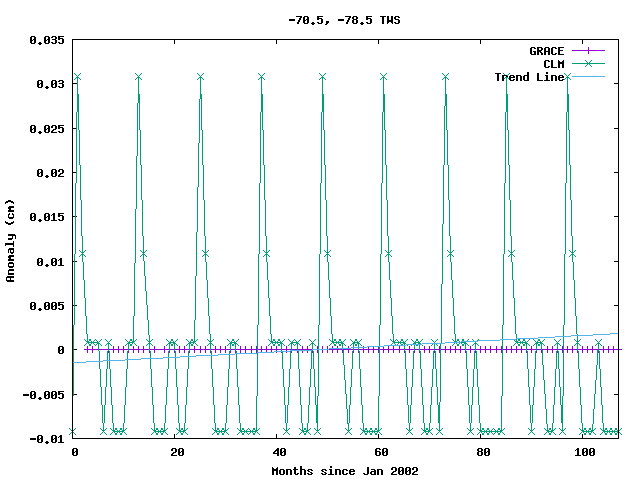 -70.5, -78.5 TWS
0.035
0.03
0.025
0.02
0.015
0.01
0.005
0
-0.005
-0.01
Anomaly (cm)
GRACE
CLM
Trend Line
0 20 40 60 80 100
Months since Jan 2002